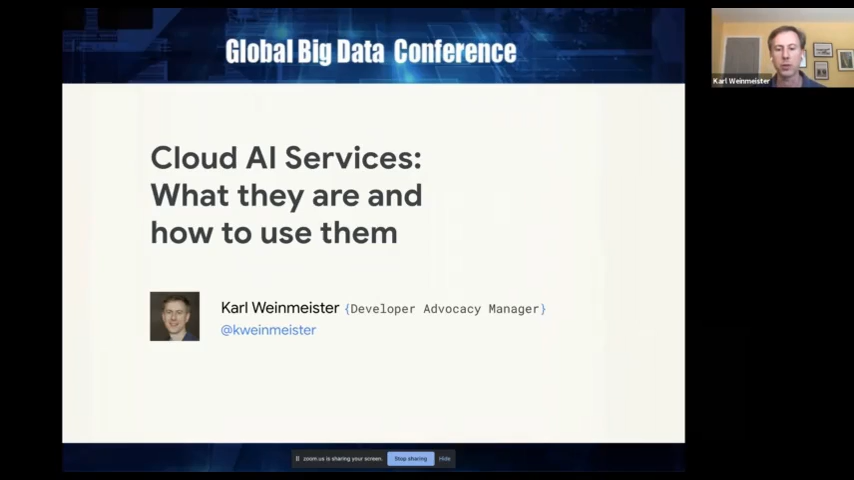 Global Big Data Conference
Karl Weinmeister
Cloud AI Services:
What they are and
how to use them
Karl Weinmeister {Developer Advocacy Manager}
@kweinmeister
zoom.us is sharing your screen.
Stop sharing
Hide